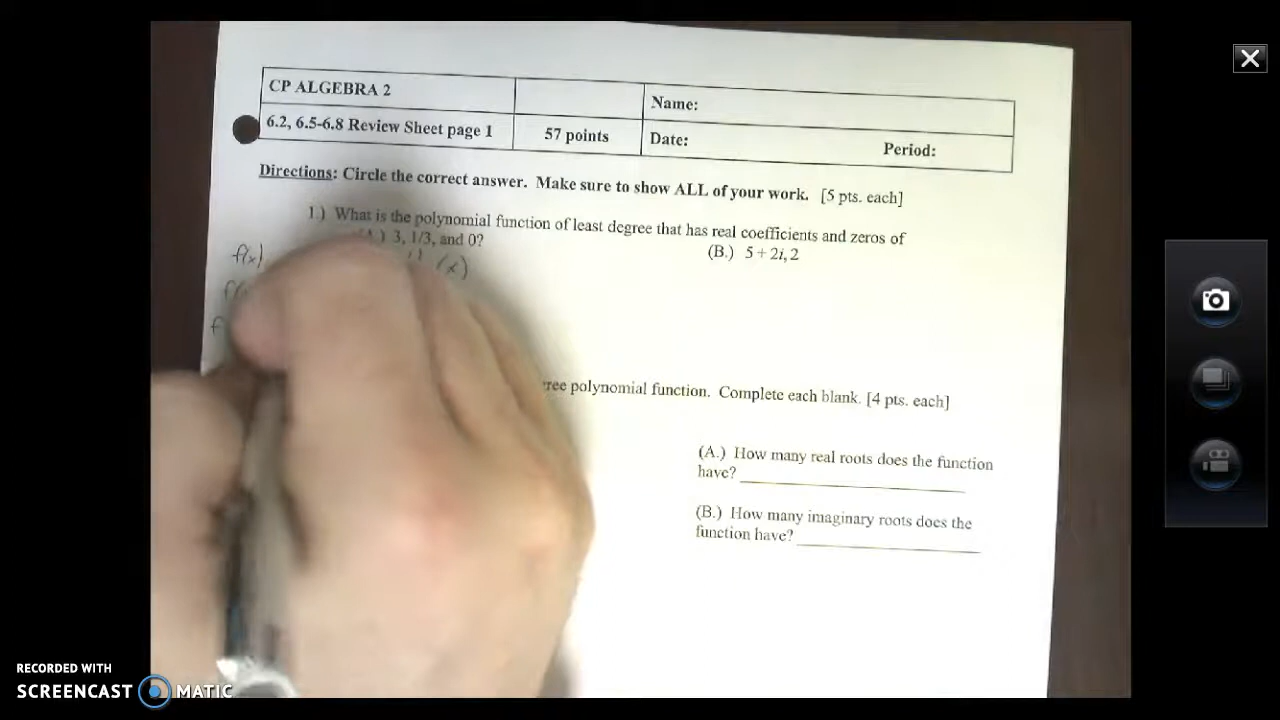 CP ALGEBRA 2
Name:
6.2, 6.5-6.8 Review Sheet page 1
57 points
Date:
Period:
Directions: Circle the correct answer. Make sure to show ALL of your work. [5 pts. each]
1.) What is the polynomial function of least degree that has real coefficients and zeros of
3, 1/3, and 0?
(B.) 5 + 2i, 2
f(x)
(x)
polynomial function. Complete each blank. [4 pts. each]
(A.) How many real roots does the function
have?
(B.) How many imaginary roots does the
function have?
RECORDED WITH
SCREENCAST MATIC